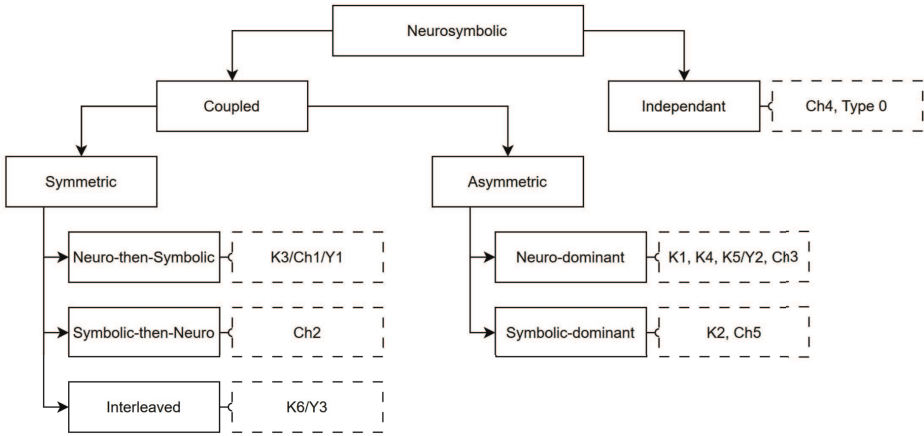 Neurosymbolic
Coupled
Independant
Ch4, Type 0
Symmetric
Asymmetric
Neuro-then-Symbolic
K3/Ch1/Y1
Neuro-dominant
K1, K4, K5/Y2, Ch3
Symbolic-then-Neuro
Ch2
Symbolic-dominant
K2, Ch5
Interleaved
K6/Y3